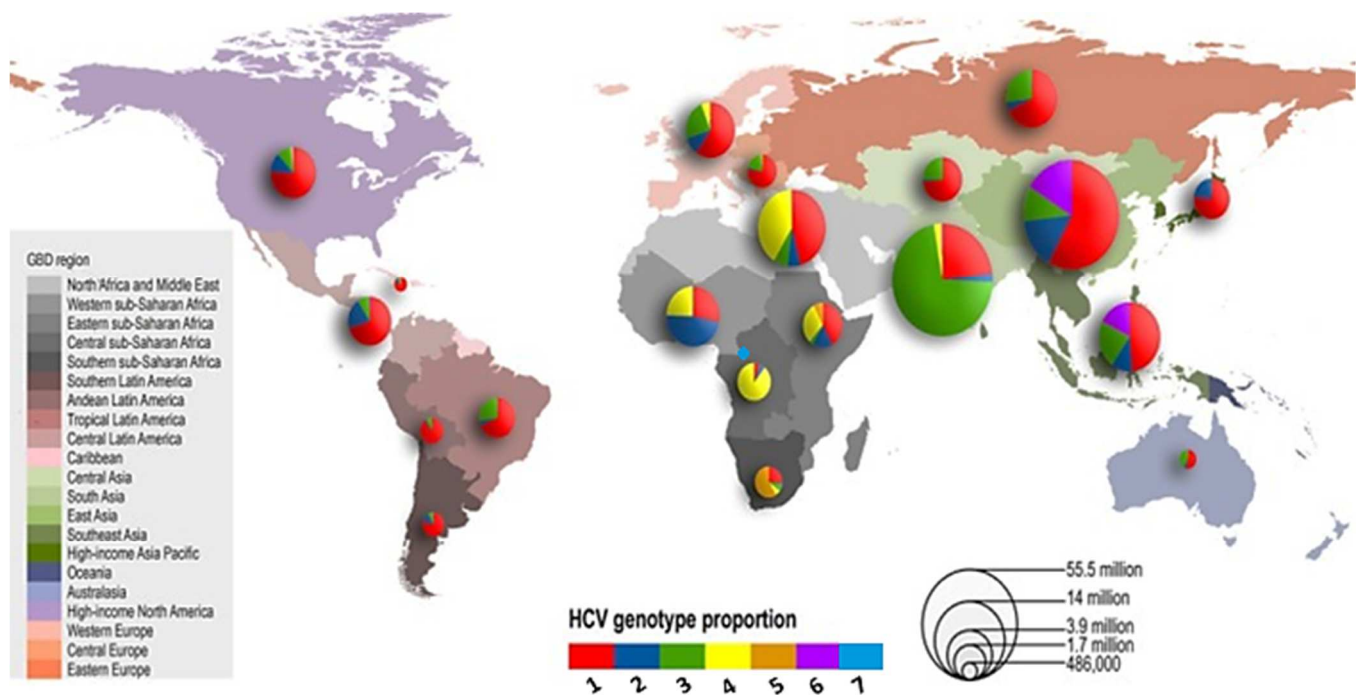 GBD region
North Africa and Middle East
Western sub-Saharan Africa
Eastern sub-Saharan Africa
Central sub-Saharan Africa
Southern sub-Saharan Africa
Southern Latin America
Andean Latin America
Tropical Latin America
Central Latin America
Caribbean
Central Asia
South Asia
East Asia
Southeast Asia
High-income Asia Pacific
Oceania
Australasia
High-income North America
Western Europe
Central Europe
Eastern Europe
HCV genotype proportion
1 2 3 4 5 6 7
55.5 million
14 million
3.9 million
1.7 million
486,000